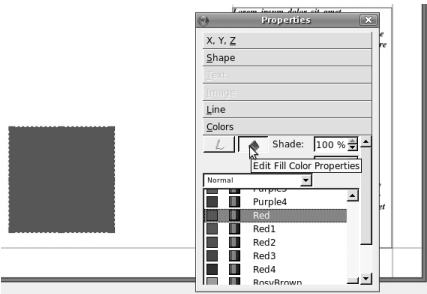 Lorem ipsum dolor sit amet
Properties
X, Y, Z
Shape
Text
Image
Line
Colors
Shade:
100 %
Edit Fill Color Properties
Normal
Purple3
Purple4
Red
Red1
Red2
Red3
Red4
RosyBrown